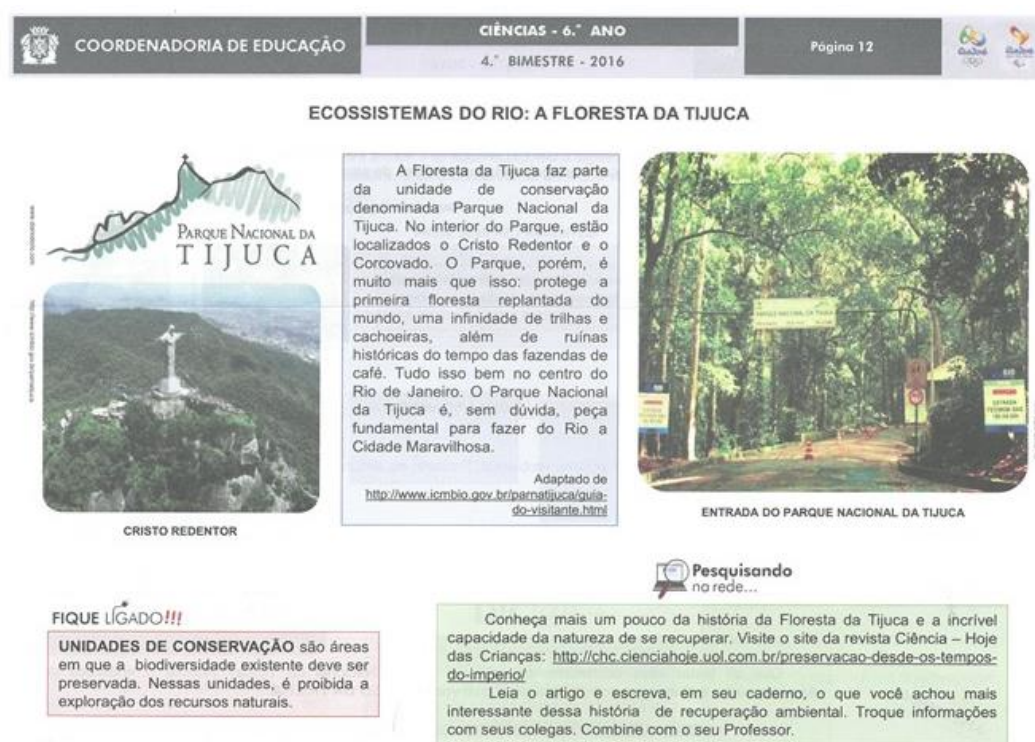 COORDENADORIA DE EDUCAÇÃO
CIÊNCIAS - 6.° ANO
4.° BIMESTRE - 2016
Página 12
ECOSSISTEMAS DO RIO: A FLORESTA DA TIJUCA
PARQUE NACIONAL DA
TIJUCA
CRISTO REDENTOR
A Floresta da Tijuca faz parte
da unidade de conservação
denominada Parque Nacional da
Tijuca. No interior do Parque, estão
localizados o Cristo Redentor e o
Corcovado. O Parque, porém, é
muito mais que isso: protege a
primeira floresta replantada do
mundo, uma infinidade de trilhas e
cachoeiras, além de ruínas
históricas do tempo das fazendas de
café. Tudo isso bem no centro do
Rio de Janeiro. O Parque Nacional
da Tijuca é, sem dúvida, peça
fundamental para fazer do Rio a
Cidade Maravilhosa.
Adaptado de
http://www.icmbio.gov.br/parnatijuca/guia-
do-visitante.html
PARQUE NACIONAL DA TIJUCA
ENTRADA DO PARQUE NACIONAL DA TIJUCA
FIQUE LIGADO!!!
UNIDADES DE CONSERVAÇÃO são áreas
em que a biodiversidade existente deve ser
preservada. Nessas unidades, é proibida a
exploração dos recursos naturais.
Pesquisando
na rede...
Conheça mais um pouco da história da Floresta da Tijuca e a incrível
capacidade da natureza de se recuperar. Visite o site da revista Ciência – Hoje
das Crianças: http://chc.cienciahoje.uol.com.br/preservacao-desde-os-tempos-
do-imperio/
Leia o artigo e escreva, em seu caderno, o que você achou mais
interessante dessa história de recuperação ambiental. Troque informações
com seus colegas. Combine com o seu Professor.